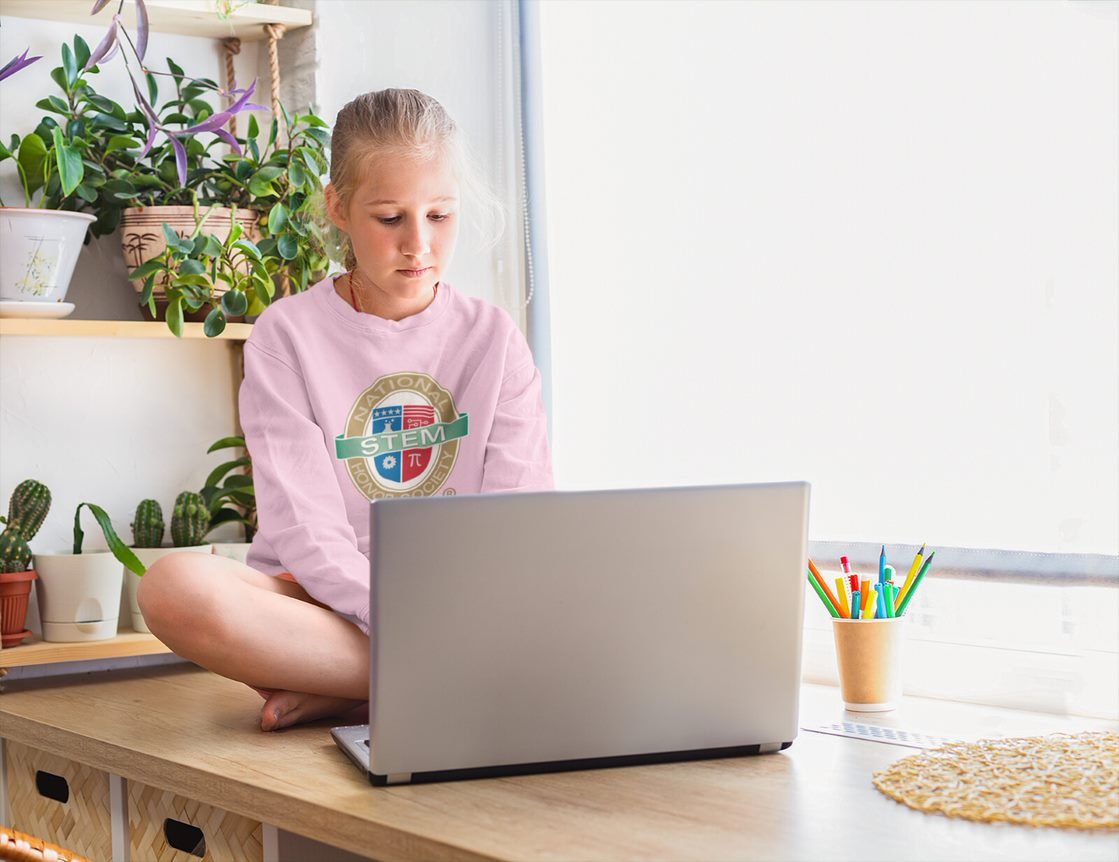 NATIONAL
STEM
π
HONOR SOCIETY
®